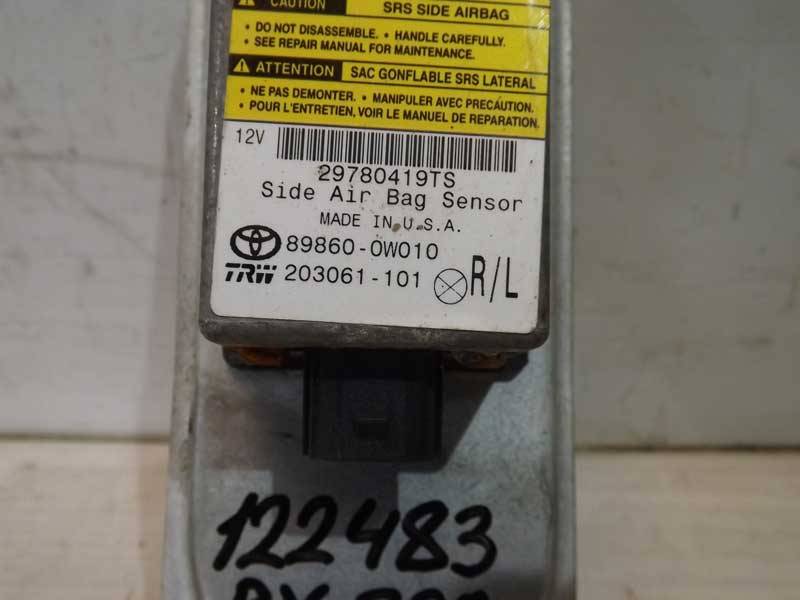 CAUTION SRS SIDE AIRBAG
• DO NOT DISASSEMBLE. • HANDLE CAREFULLY.
• SEE REPAIR MANUAL FOR MAINTENANCE.
ATTENTION SAC GONFLABLE SRS LATERAL
• NE PAS DEMONTER. • MANIPULER AVEC PRÉCAUTION.
• POUR L'ENTRETIEN, VOIR LE MANUEL DE REPARATION.
12V
29780419TS
Side Air Bag Sensor
MADE IN U.S.A.
89860-0W010
TRW 203061-101 R/L
122483